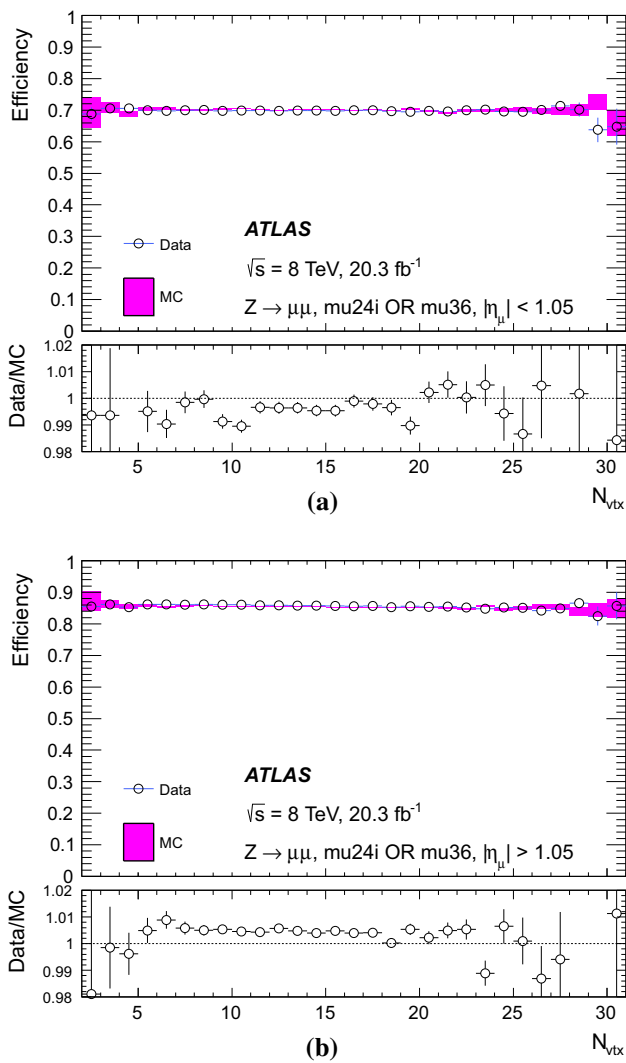 Efficiency
1
0.9
0.8
0.7
0.6
0.5
0.4
0.3
0.2
0.1
0
Data
MC
ATLAS
√s = 8 TeV, 20.3 fb⁻¹
Z → μμ, mu24i OR mu36, |η_μ| < 1.05
Data/MC
1.02
1.01
1
0.99
0.98
5 10 15 20 25 30
N_vtx
(a)
Efficiency
1
0.9
0.8
0.7
0.6
0.5
0.4
0.3
0.2
0.1
0
Data
MC
ATLAS
√s = 8 TeV, 20.3 fb⁻¹
Z → μμ, mu24i OR mu36, |η_μ| > 1.05
Data/MC
1.02
1.01
1
0.99
0.98
5 10 15 20 25 30
N_vtx
(b)